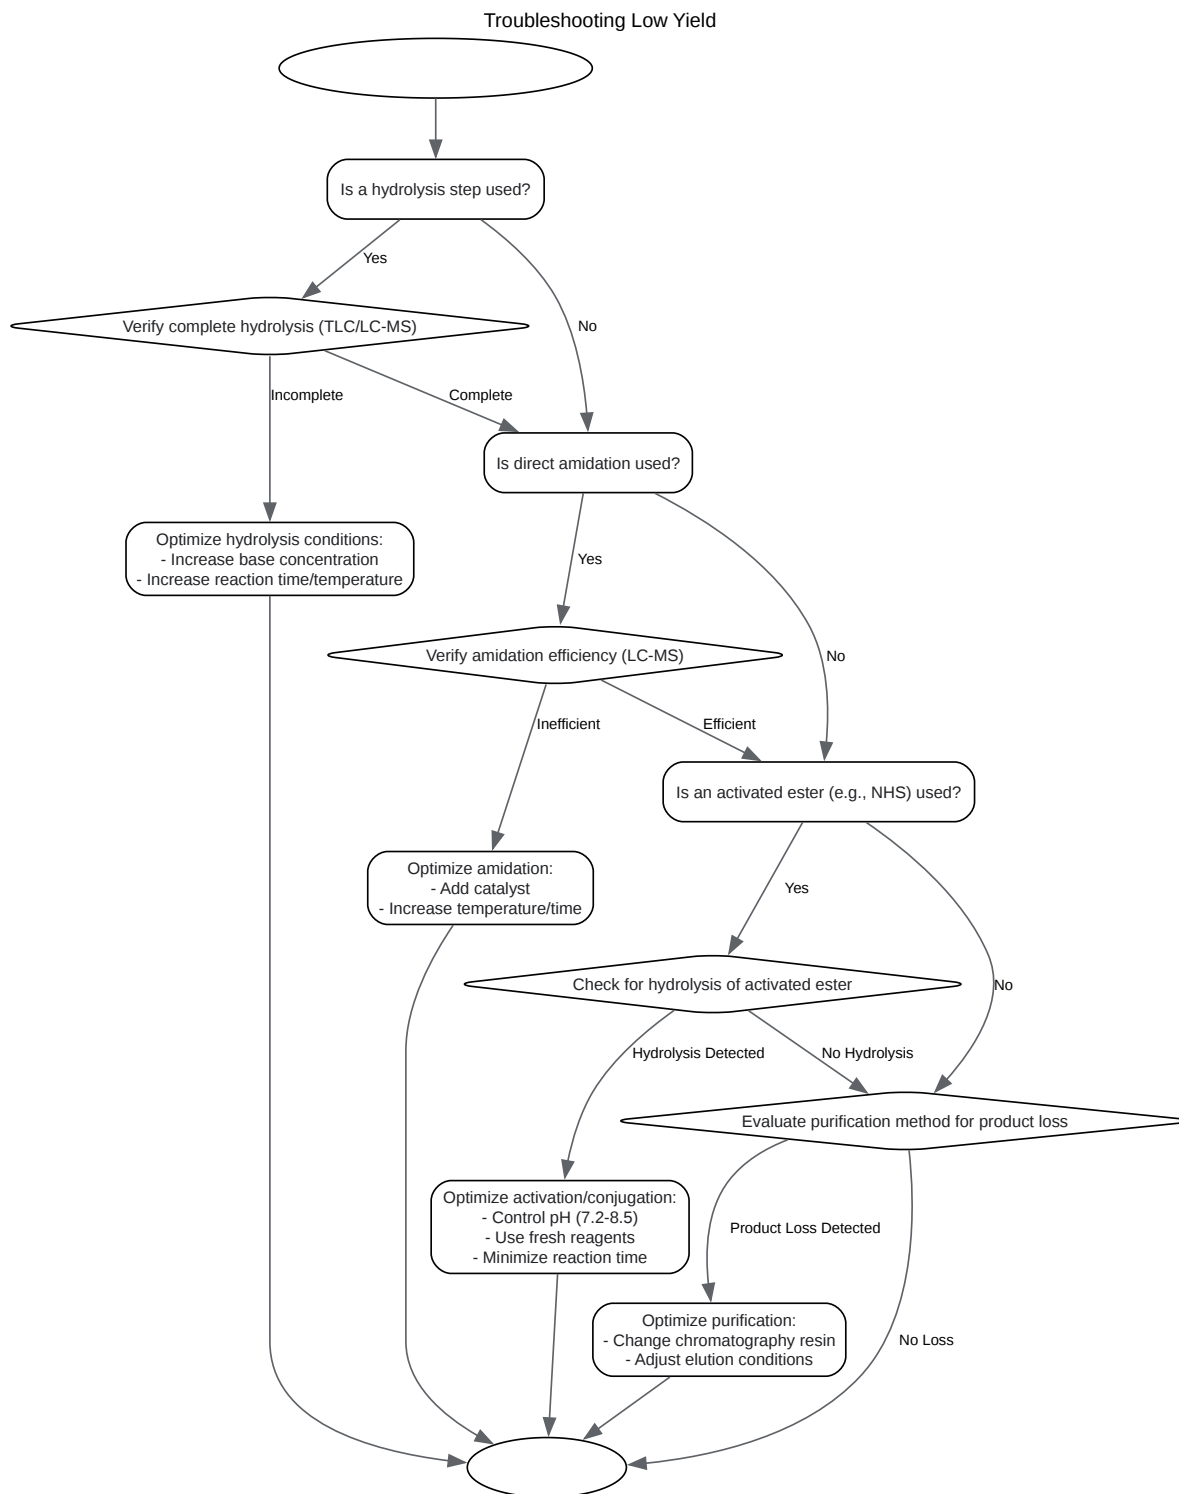 Troubleshooting Low Yield
Is a hydrolysis step used?
Yes
Verify complete hydrolysis (TLC/LC-MS)
No
Incomplete
Complete
Is direct amidation used?
Optimize hydrolysis conditions:
- Increase base concentration
- Increase reaction time/temperature
Yes
Verify amidation efficiency (LC-MS)
No
Inefficient
Efficient
Is an activated ester (e.g., NHS) used?
Optimize amidation:
- Add catalyst
- Increase temperature/time
Yes
Check for hydrolysis of activated ester
No
Hydrolysis Detected
No Hydrolysis
Evaluate purification method for product loss
Optimize activation/conjugation:
- Control pH (7.2-8.5)
- Use fresh reagents
- Minimize reaction time
Product Loss Detected
Optimize purification:
- Change chromatography resin
- Adjust elution conditions
No Loss